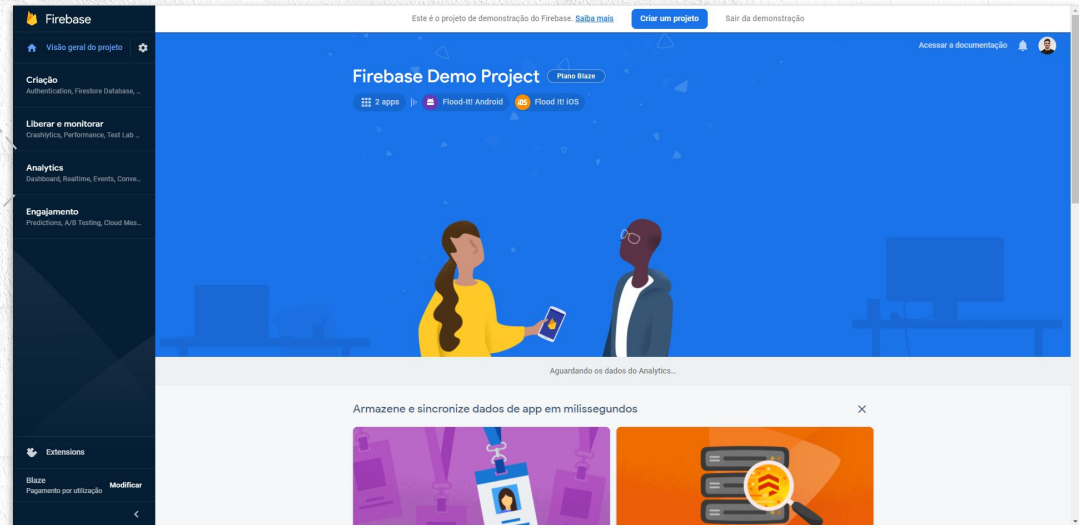 Firebase
Este é o projeto de demonstração do Firebase. Saiba mais
Criar um projeto
Sair da demonstração
Visão geral do projeto
Acessar a documentação
Criação
Authentication, Firestore Database, ...
Liberar e monitorar
Crashlytics, Performance, Test Lab ...
Analytics
Dashboard, Realtime, Events, Conve...
Engajamento
Predictions, A/B Testing, Cloud Mes...
Extensions
Blaze
Pagamento por utilização
Modificar
Firebase Demo Project
Plano Blaze
2 apps
Flood-It! Android
iOS
Flood It! iOS
Aguardando os dados do Analytics...
Armazene e sincronize dados de app em milissegundos